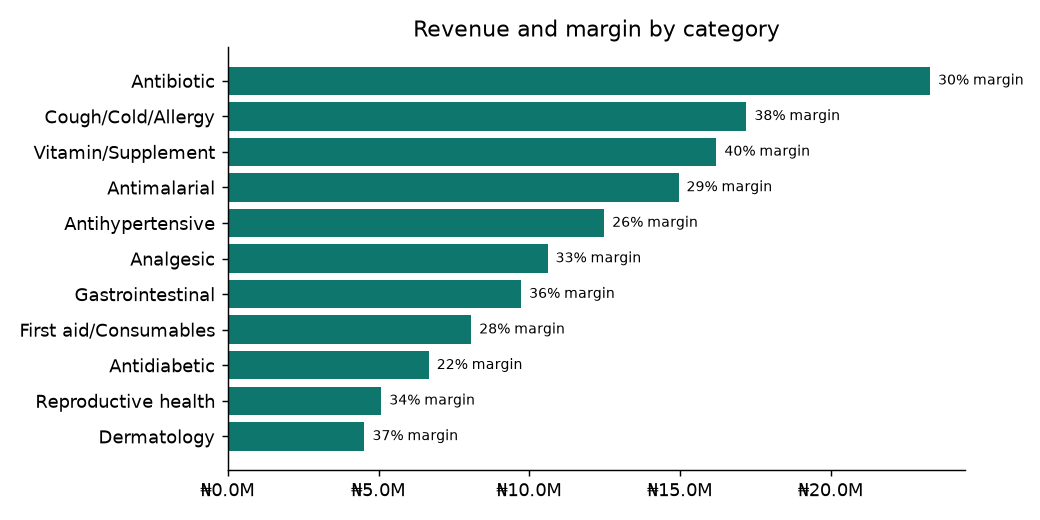 Revenue and margin by category
Antibiotic 30% margin
Cough/Cold/Allergy 38% margin
Vitamin/Supplement 40% margin
Antimalarial 29% margin
Antihypertensive 26% margin
Analgesic 33% margin
Gastrointestinal 36% margin
First aid/Consumables 28% margin
Antidiabetic 22% margin
Reproductive health 34% margin
Dermatology 37% margin
₦0.0M ₦5.0M ₦10.0M ₦15.0M ₦20.0M